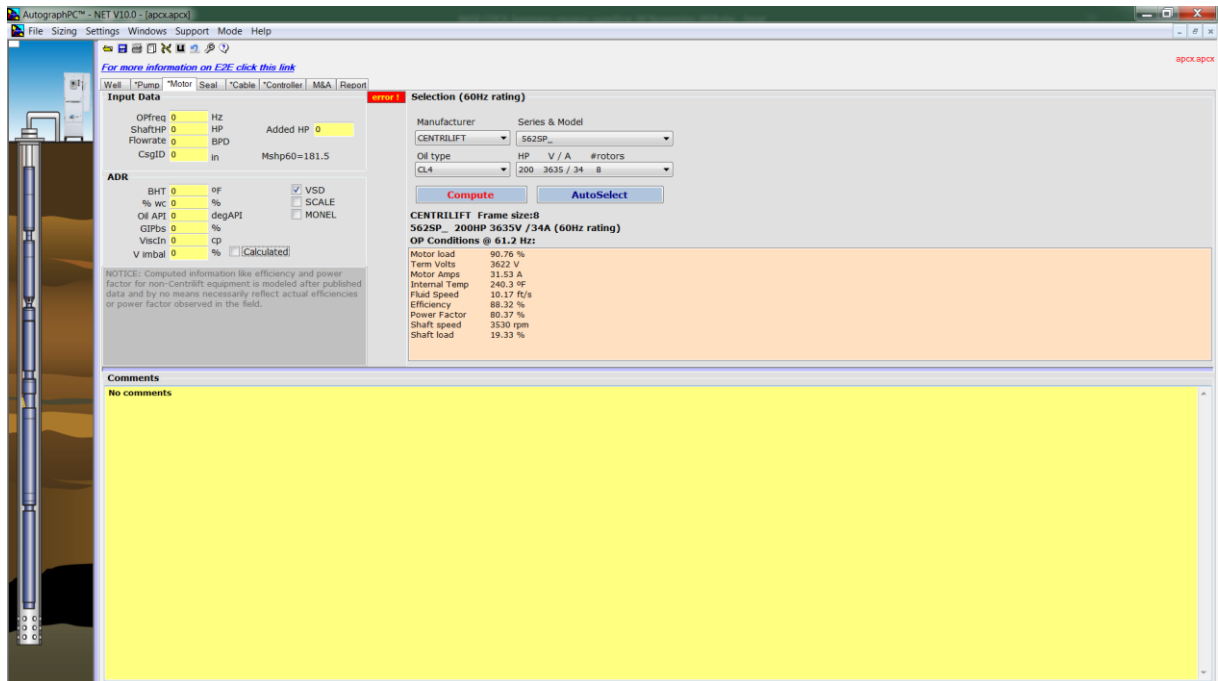 AutographPC™ - NET V10.0 - [apcx.apcx]
File Sizing Settings Windows Support Mode Help
For more information on E2E click this link
apcx.apcx
Well *Pump *Motor Seal *Cable *Controller M&A Report
Input Data
error !
OPfreq 0 Hz
ShaftHP 0 HP Added HP 0
Flowrate 0 BPD
CsgID 0 in Mshp60=181.5
ADR
BHT 0 ºF VSD
% wc 0 % SCALE
Oil API 0 degAPI MONEL
GIPbs 0 %
ViscIn 0 cp
V imbal 0 % Calculated
NOTICE: Computed information like efficiency and power
factor for non-Centrilift equipment is modeled after published
data and by no means necessarily reflect actual efficiencies
or power factor observed in the field.
Selection (60Hz rating)
Manufacturer Series & Model
CENTRILIFT 562SP_
Oil type HP V / A #rotors
CL4 200 3635 / 34 8
Compute AutoSelect
CENTRILIFT Frame size:8
562SP_ 200HP 3635V /34A (60Hz rating)
OP Conditions @ 61.2 Hz:
Motor load 90.76 %
Term Volts 3622 V
Motor Amps 31.53 A
Internal Temp 240.3 ºF
Fluid Speed 10.17 ft/s
Efficiency 88.32 %
Power Factor 80.37 %
Shaft speed 3530 rpm
Shaft load 19.33 %
Comments
No comments